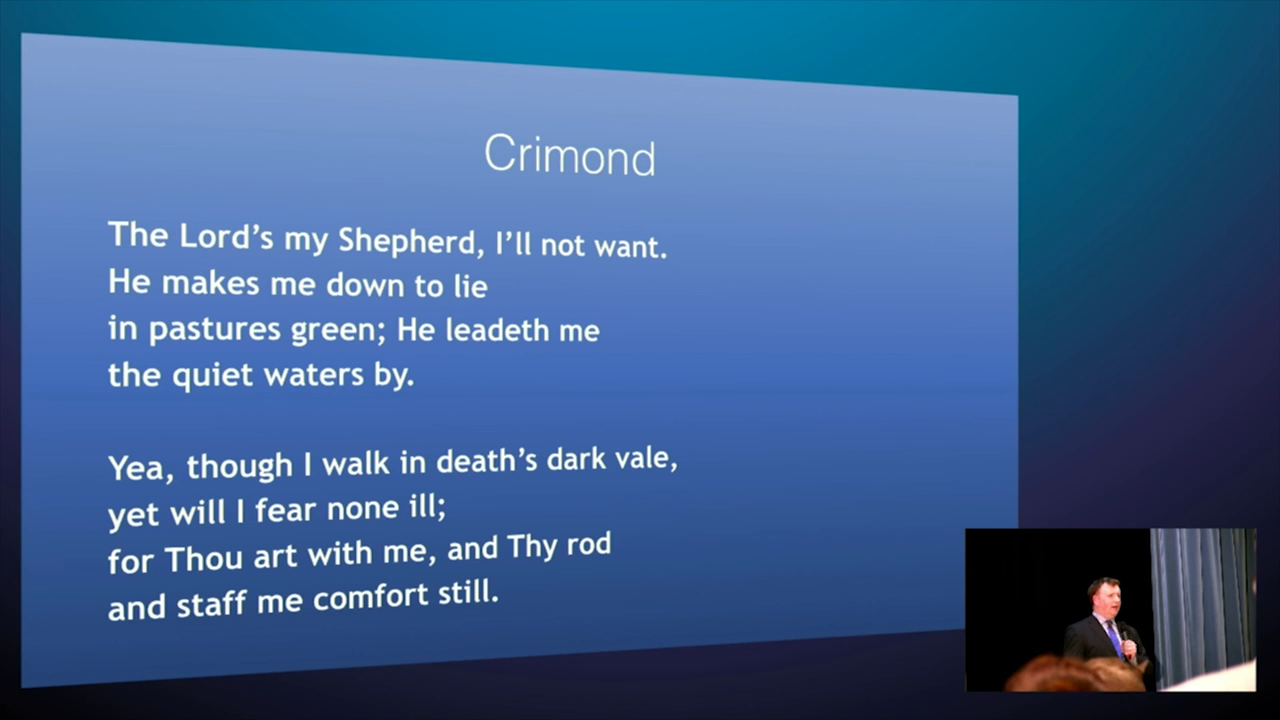 Crimond
The Lord’s my Shepherd, I’ll not want.
He makes me down to lie
in pastures green; He leadeth me
the quiet waters by.
Yea, though I walk in death’s dark vale,
yet will I fear none ill;
for Thou art with me, and Thy rod
and staff me comfort still.